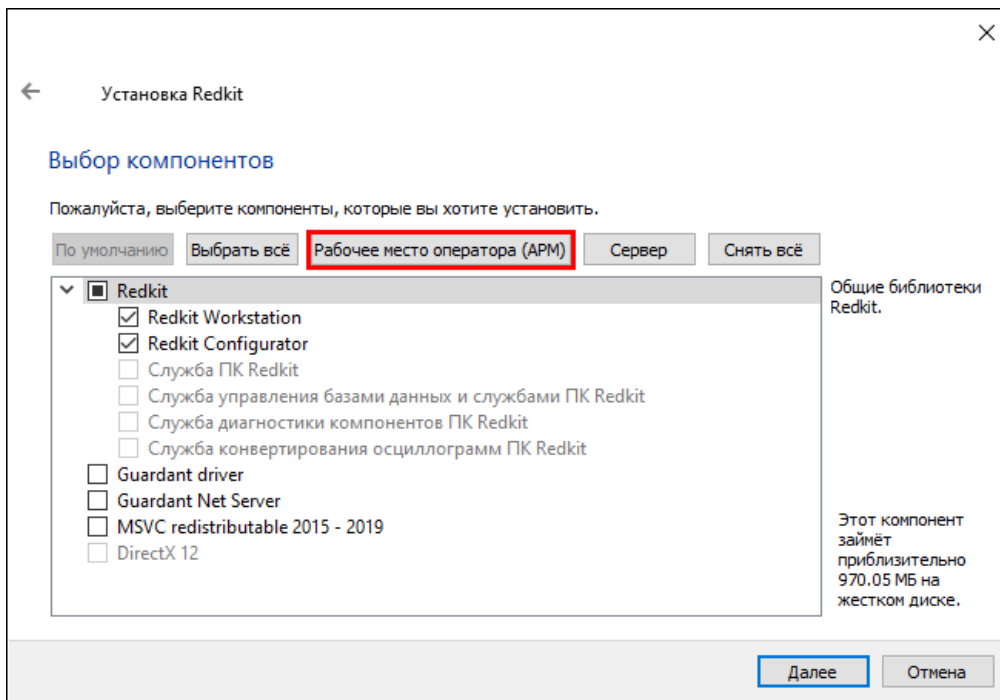 Установка Redkit
Выбор компонентов
Пожалуйста, выберите компоненты, которые вы хотите установить.
По умолчанию Выбрать всё Рабочее место оператора (АРМ) Сервер Снять всё
Redkit
Redkit Workstation
Redkit Configurator
Служба ПК Redkit
Служба управления базами данных и службами ПК Redkit
Служба диагностики компонентов ПК Redkit
Служба конвертирования осциллограмм ПК Redkit
Guardant driver
Guardant Net Server
MSVC redistributable 2015 - 2019
DirectX 12
Общие библиотеки
Redkit.
Этот компонент
займёт
приблизительно
970.05 МБ на
жестком диске.
Далее Отмена